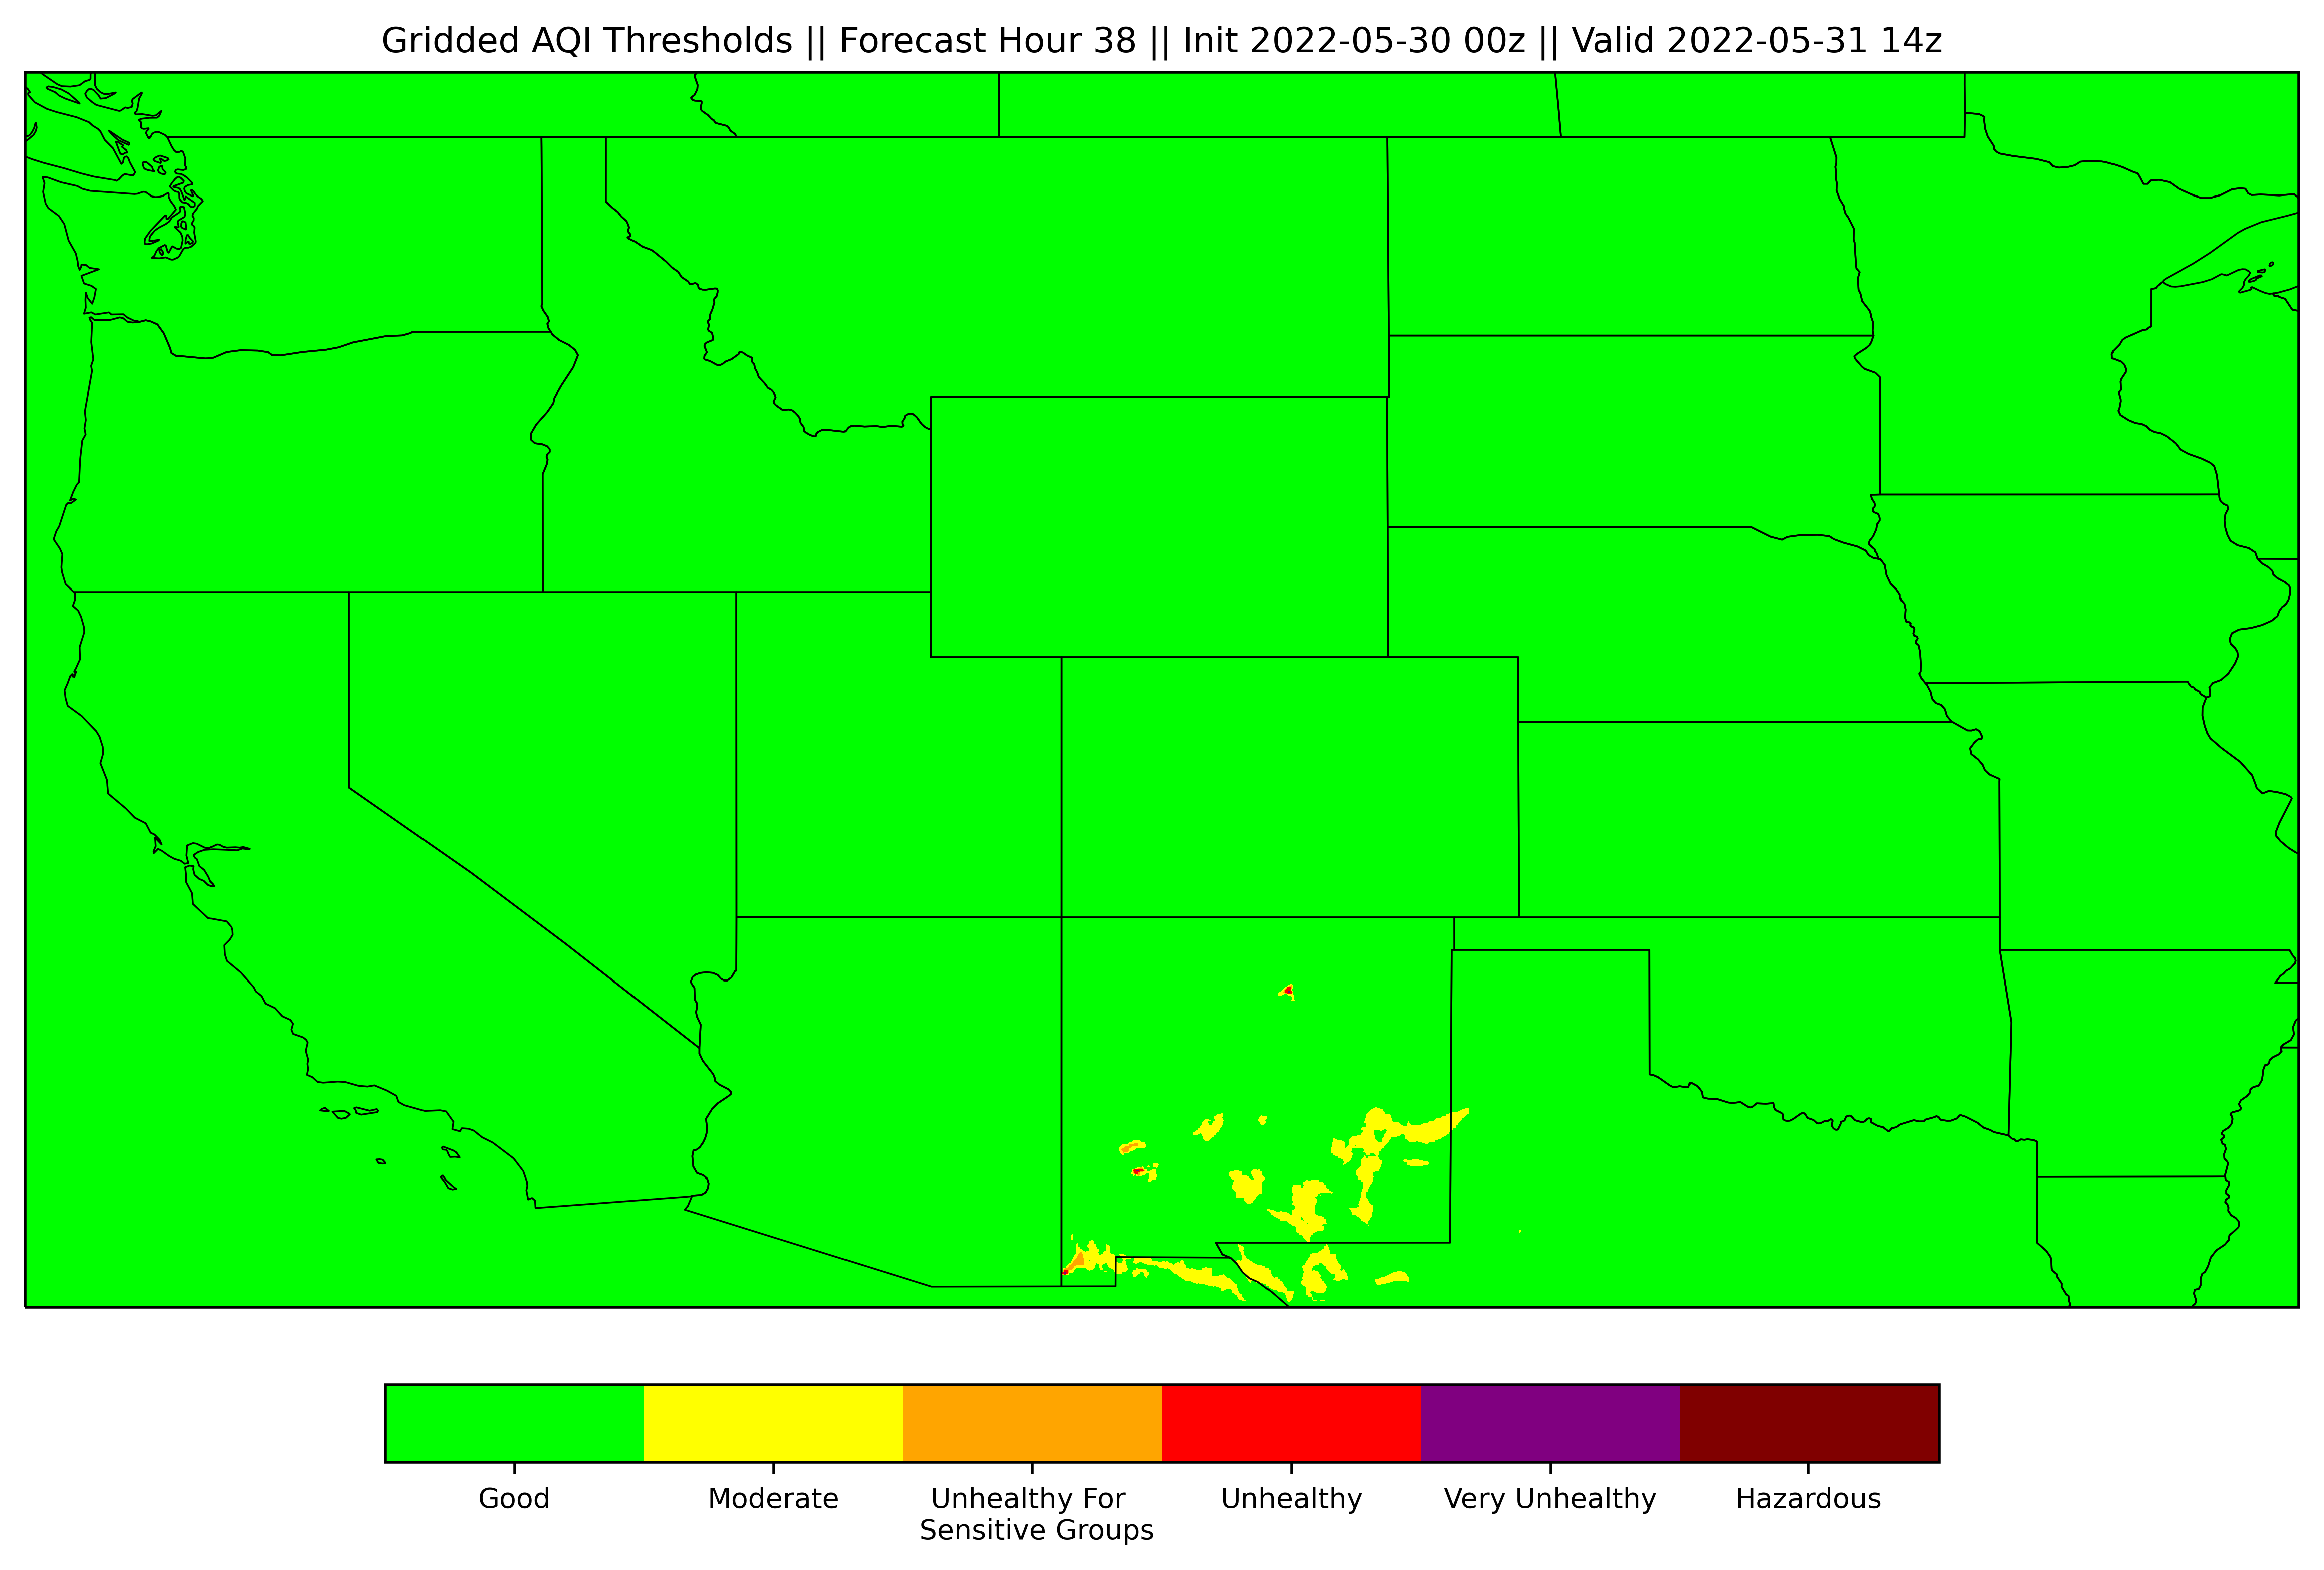 Gridded AQI Thresholds || Forecast Hour 38 || Init 2022-05-30 00z || Valid 2022-05-31 14z
Good
Moderate
Unhealthy For
Sensitive Groups
Unhealthy
Very Unhealthy
Hazardous